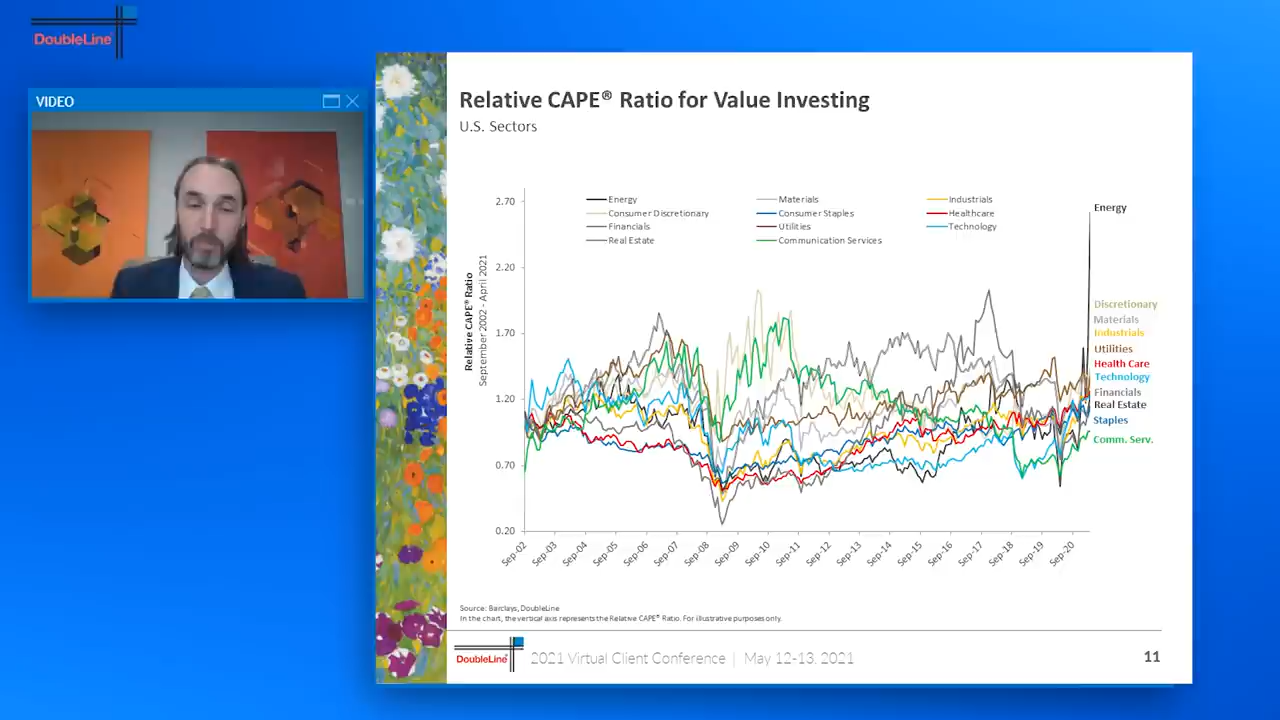 DoubleLine®
VIDEO
Relative CAPE® Ratio for Value Investing
U.S. Sectors
Relative CAPE® Ratio
September 2002 - April 2021
2.70
2.20
1.70
1.20
0.70
0.20
Energy
Materials
Industrials
Consumer Discretionary
Consumer Staples
Healthcare
Financials
Utilities
Technology
Real Estate
Communication Services
Energy
Discretionary
Materials
Industrials
Utilities
Health Care
Technology
Financials
Real Estate
Staples
Comm. Serv.
Sep-02
Sep-03
Sep-04
Sep-05
Sep-06
Sep-07
Sep-08
Sep-09
Sep-10
Sep-11
Sep-12
Sep-13
Sep-14
Sep-15
Sep-16
Sep-17
Sep-18
Sep-19
Sep-20
Source: Barclays, DoubleLine
In the chart, the vertical axis represents the Relative CAPE® Ratio. For illustrative purposes only.
DoubleLine®
2021 Virtual Client Conference | May 12-13, 2021
11